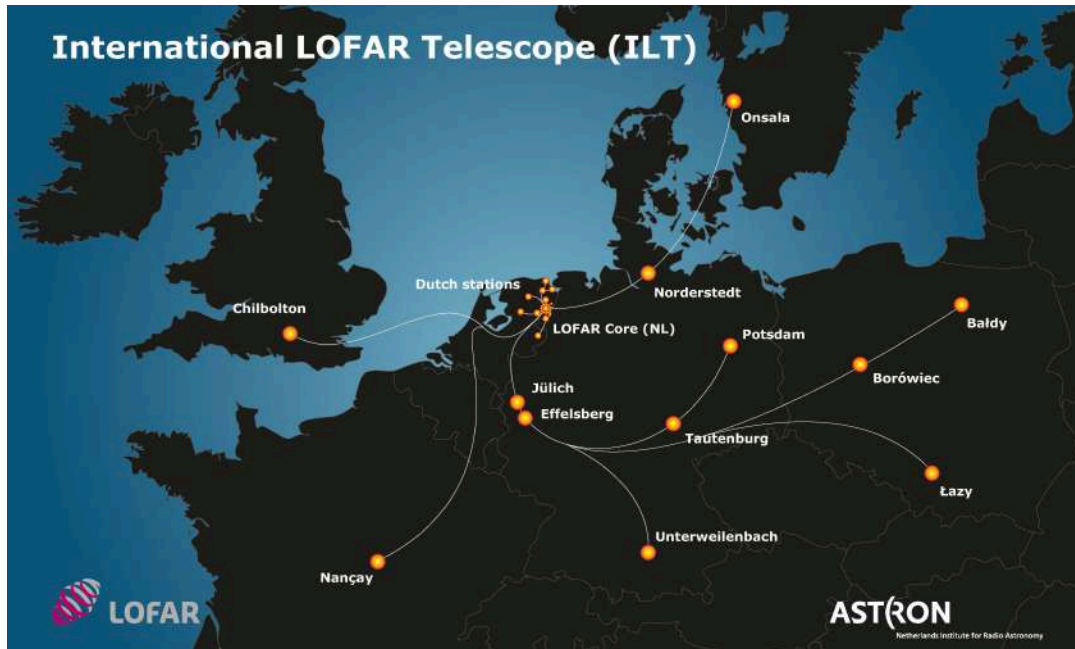 International LOFAR Telescope (ILT)
Onsala
Dutch stations
Norderstedt
Chilbolton
LOFAR Core (NL)
Bałdy
Potsdam
Borówiec
Jülich
Effelsberg
Tautenburg
Łazy
Unterweilenbach
Nançay
LOFAR
ASTRON
Netherlands Institute for Radio Astronomy